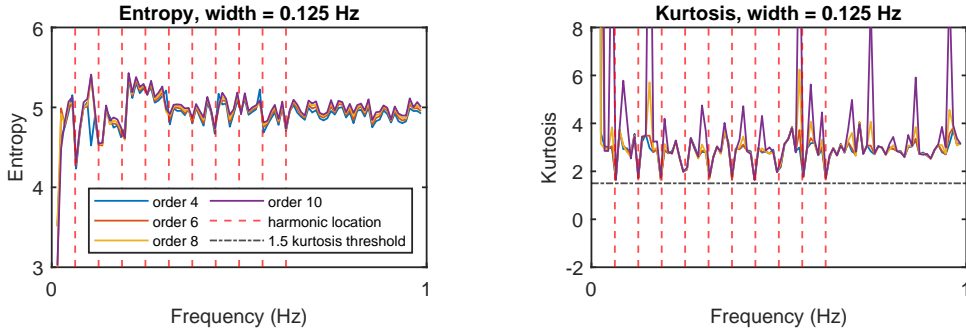 Entropy, width = 0.125 Hz
6
5
4
3
Entropy
order 4
order 6
order 8
order 10
harmonic location
1.5 kurtosis threshold
0
1
Frequency (Hz)
Kurtosis, width = 0.125 Hz
8
6
4
2
0
-2
Kurtosis
0
1
Frequency (Hz)